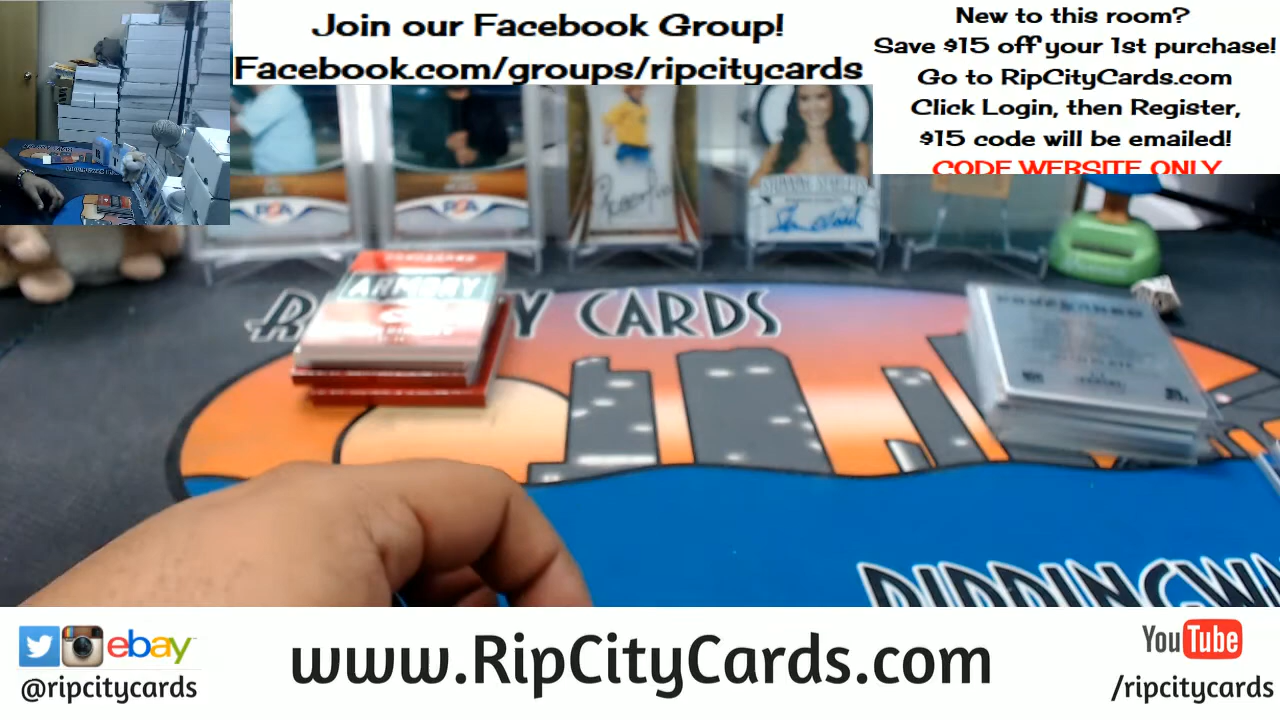 Join our Facebook Group!
Facebook.com/groups/ripcitycards
New to this room?
Save $15 off your 1st purchase!
Go to RipCityCards.com
Click Login, then Register,
$15 code will be emailed!
CODE WEBSITE ONLY
ARMORY
CARDS
ebay
@ripcitycards
www.RipCityCards.com
YouTube
/ripcitycards